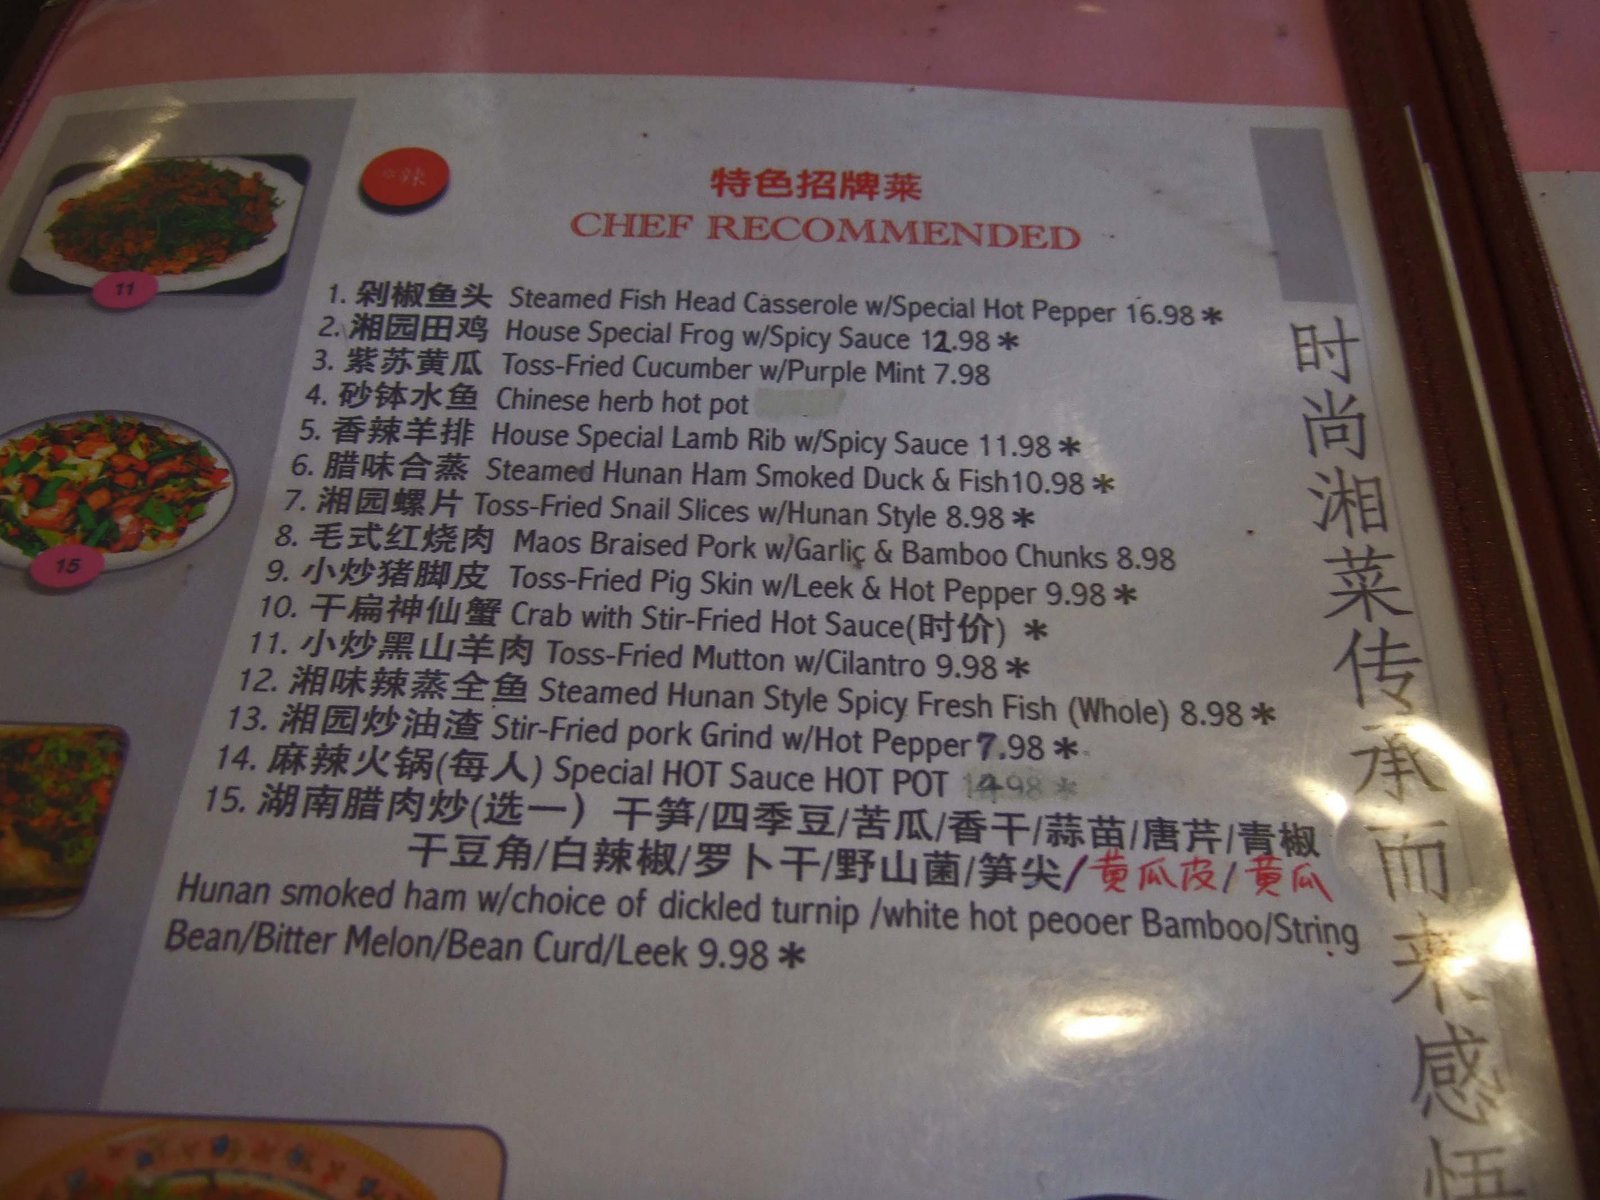 *辣
特色招牌菜
CHEF RECOMMENDED
1. 剁椒鱼头 Steamed Fish Head Casserole w/Special Hot Pepper 16.98 *
2. 湘园田鸡 House Special Frog w/Spicy Sauce 12.98 *
3. 紫苏黄瓜 Toss-Fried Cucumber w/Purple Mint 7.98
4. 砂钵水鱼 Chinese herb hot pot
5. 香辣羊排 House Special Lamb Rib w/Spicy Sauce 11.98 *
6. 腊味合蒸 Steamed Hunan Ham Smoked Duck & Fish10.98 *
7. 湘园螺片 Toss-Fried Snail Slices w/Hunan Style 8.98 *
8. 毛式红烧肉 Maos Braised Pork w/Garlic & Bamboo Chunks 8.98
9. 小炒猪脚皮 Toss-Fried Pig Skin w/Leek & Hot Pepper 9.98 *
10. 干扁神仙蟹 Crab with Stir-Fried Hot Sauce(时价) *
11. 小炒黑山羊肉 Toss-Fried Mutton w/Cilantro 9.98 *
12. 湘味辣蒸全鱼 Steamed Hunan Style Spicy Fresh Fish (Whole) 8.98 *
13. 湘园炒油渣 Stir-Fried pork Grind w/Hot Pepper 7.98 *
14. 麻辣火锅(每人) Special HOT Sauce HOT POT 14.98 *
15. 湖南腊肉炒(选一) 干笋/四季豆/苦瓜/香干/蒜苗/唐芹/青椒
干豆角/白辣椒/罗卜干/野山菌/笋尖/黄瓜皮/黄瓜
Hunan smoked ham w/choice of dickled turnip /white hot peooer Bamboo/String
Bean/Bitter Melon/Bean Curd/Leek 9.98 *
11
15
时尚湘菜传承而来感悟